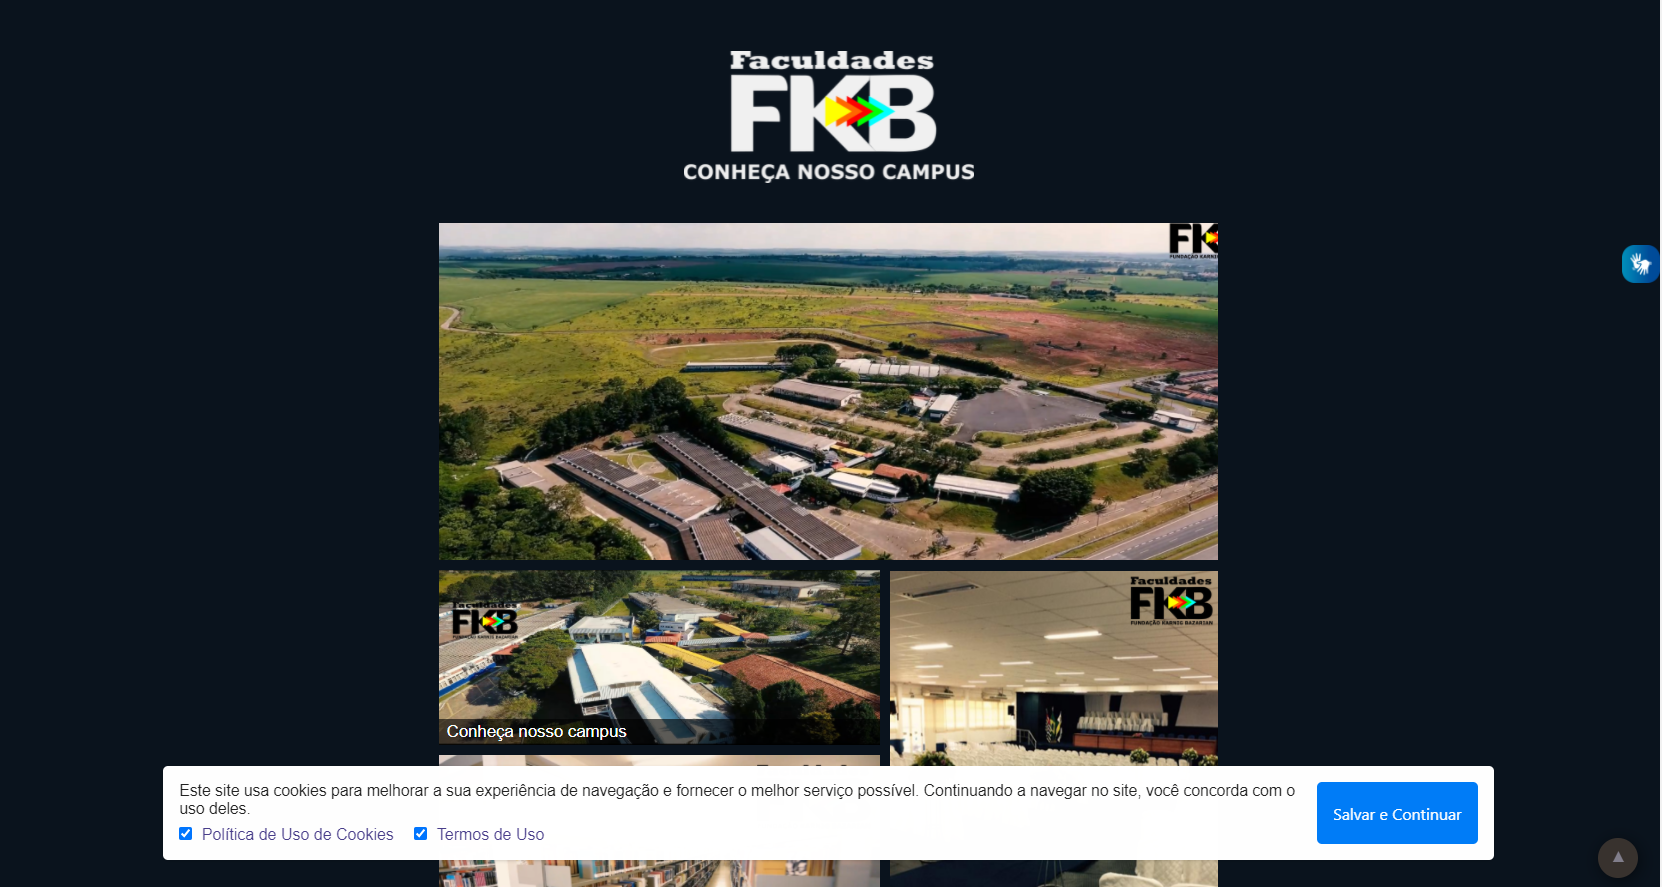 Faculdades
FKB
CONHEÇA NOSSO CAMPUS
FK
FUNDAÇÃO KARNIG
Faculdades
FKB
FUNDAÇÃO KARNIG BAZARIAN
Conheça nosso campus
Faculdades
FKB
FUNDAÇÃO KARNIG BAZARIAN
Este site usa cookies para melhorar a sua experiência de navegação e fornecer o melhor serviço possível. Continuando a navegar no site, você concorda com o
uso deles.
Política de Uso de Cookies
Termos de Uso
Salvar e Continuar